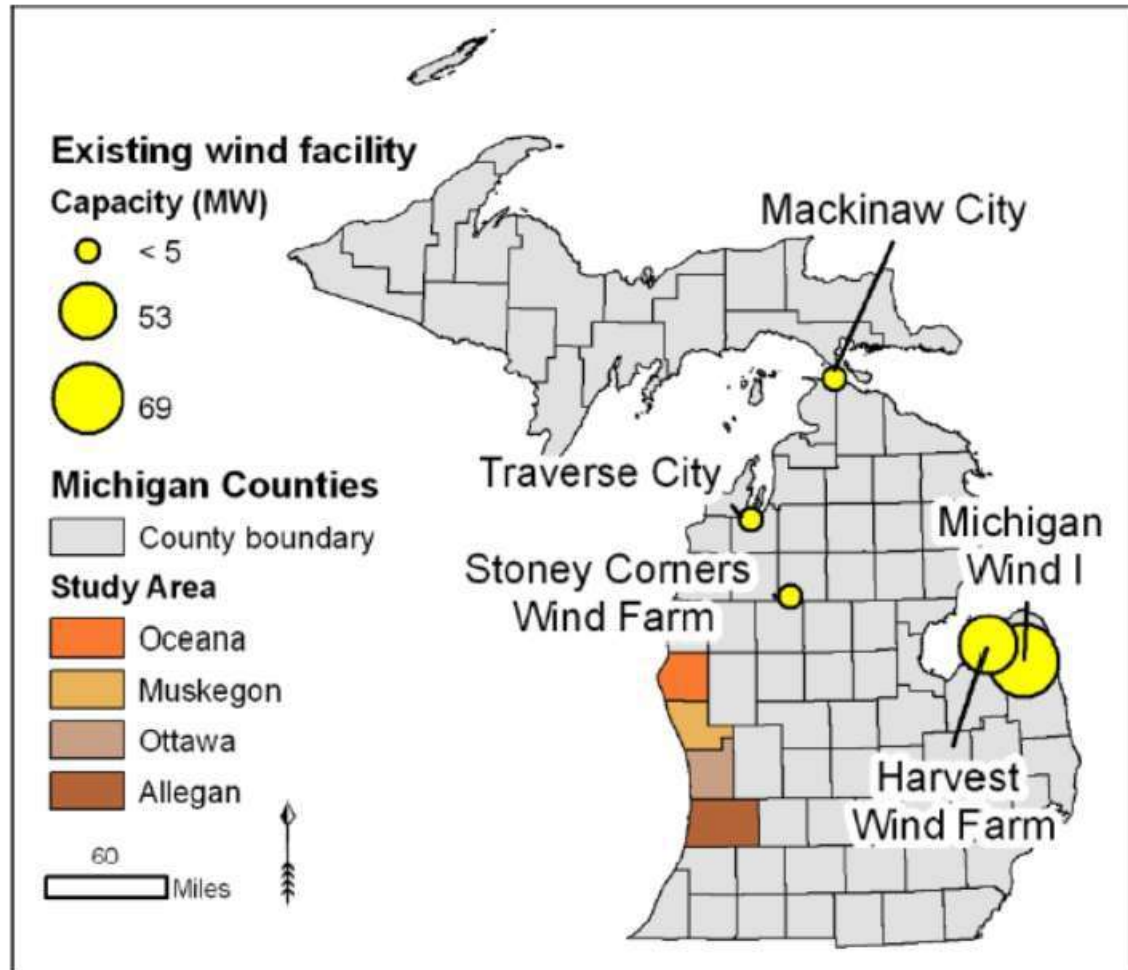 Existing wind facility
Capacity (MW)
< 5
53
69
Michigan Counties
County boundary
Study Area
Oceana
Muskegon
Ottawa
Allegan
60
Miles
Mackinaw City
Traverse City
Stoney Corners
Wind Farm
Michigan
Wind I
Harvest
Wind Farm